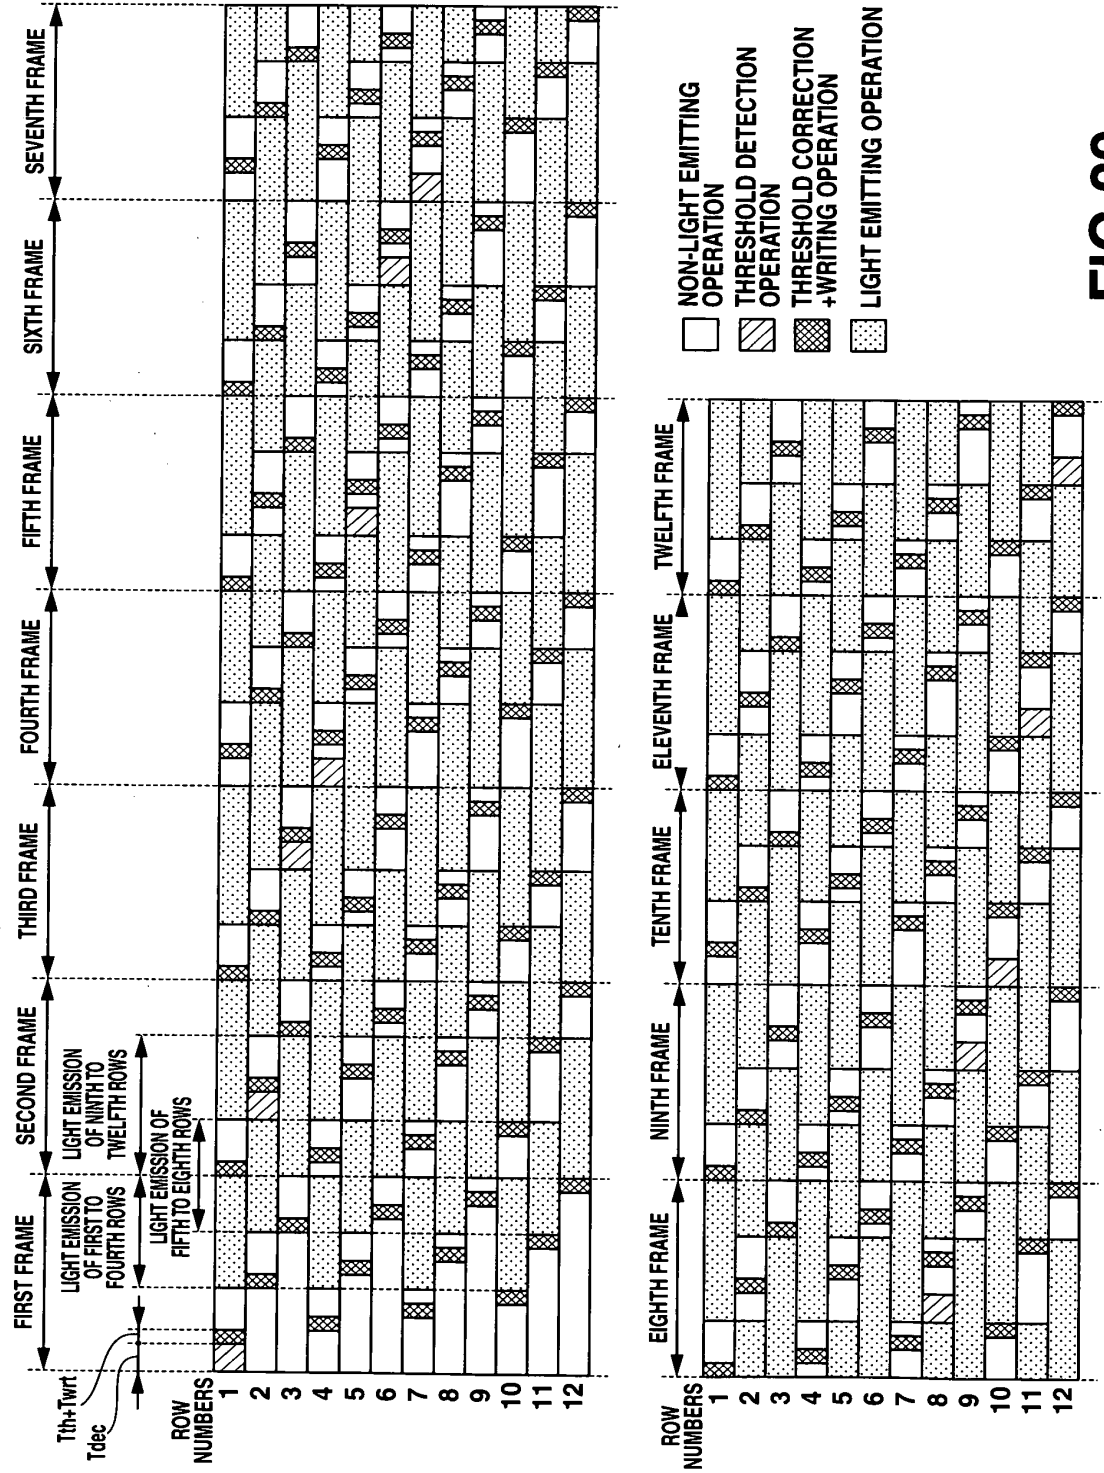 FIRST FRAME
SECOND FRAME
THIRD FRAME
FOURTH FRAME
FIFTH FRAME
SIXTH FRAME
SEVENTH FRAME
Tth+Twrt
Tdec
LIGHT EMISSION
OF FIRST TO
FOURTH ROWS
LIGHT EMISSION
OF NINTH TO
TWELFTH ROWS
LIGHT EMISSION OF
FIFTH TO EIGHTH ROWS
ROW
NUMBERS
1
2
3
4
5
6
7
8
9
10
11
12
EIGHTH FRAME
NINTH FRAME
TENTH FRAME
ELEVENTH FRAME
TWELFTH FRAME
ROW
NUMBERS
1
2
3
4
5
6
7
8
9
10
11
12
NON-LIGHT EMITTING
OPERATION
THRESHOLD DETECTION
OPERATION
THRESHOLD CORRECTION
+WRITING OPERATION
LIGHT EMITTING OPERATION